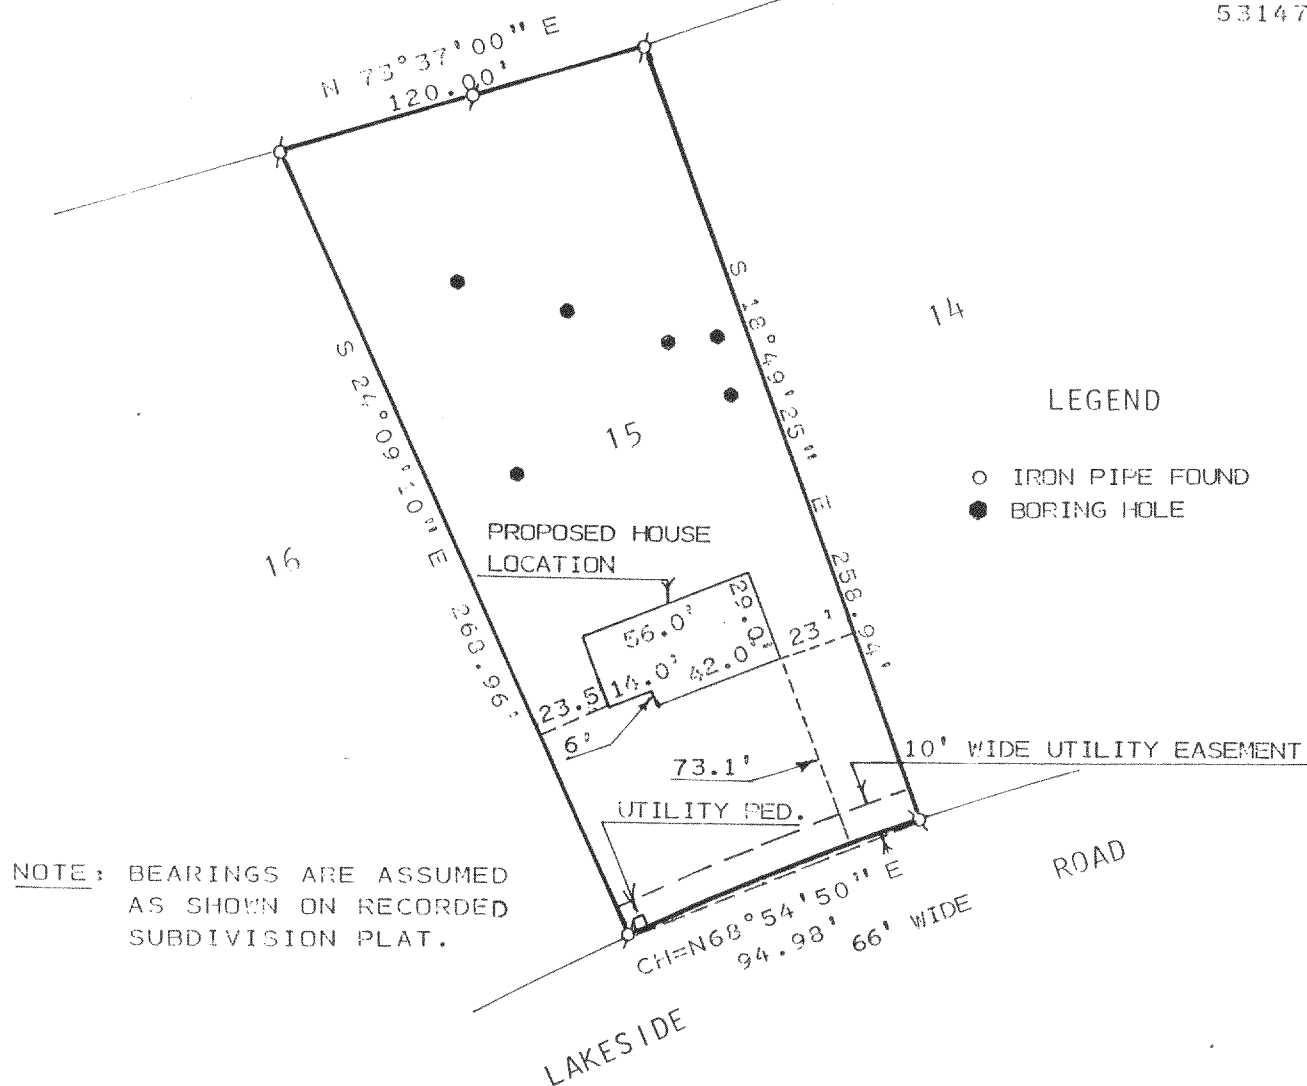 53147
N 73°37'00" E
120.00'
S 18°49'25" E 258.94'
14
S 24°09'10" E 263.96'
LEGEND
15
IRON PIPE FOUND
BORING HOLE
16
PROPOSED HOUSE
LOCATION
56.0'
29.0'
23'
14.0'
42.0'
23.5
6'
73.1'
10' WIDE UTILITY EASEMENT
UTILITY PED.
NOTE: BEARINGS ARE ASSUMED
AS SHOWN ON RECORDED
SUBDIVISION PLAT.
CH=N68°54'50" E
94.98'
66' WIDE
LAKESIDE ROAD